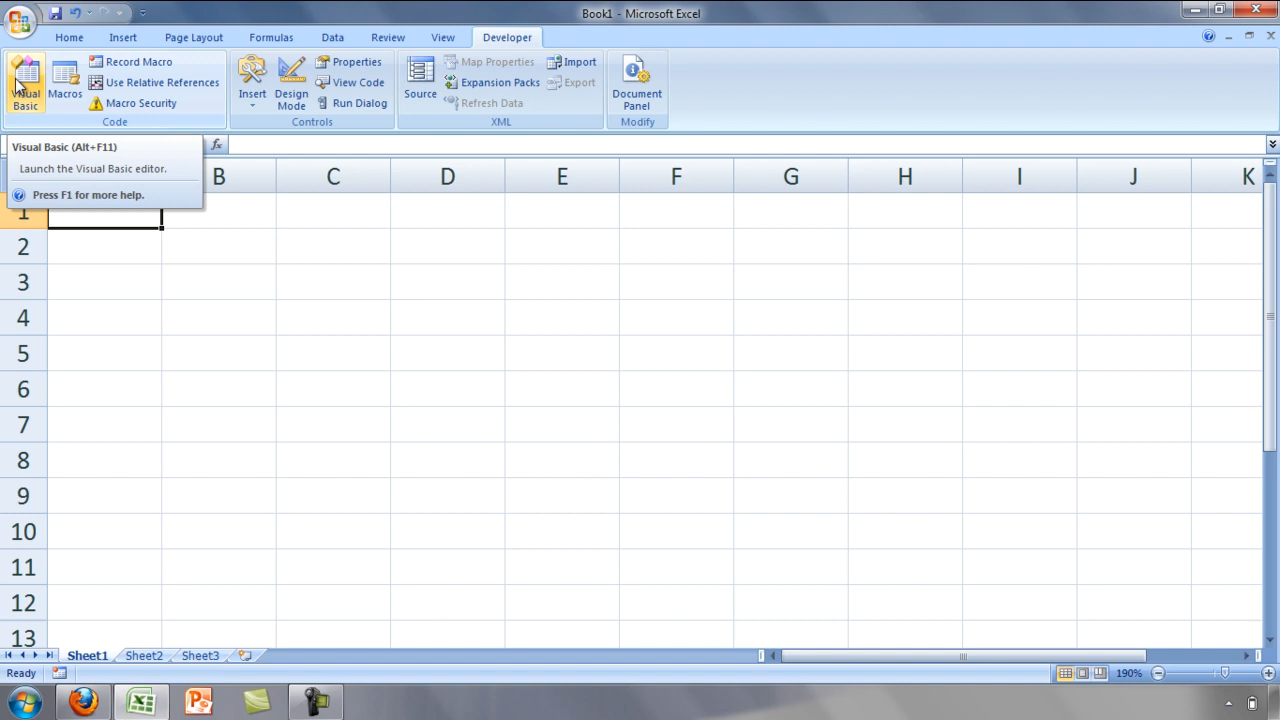 Book1 - Microsoft Excel
Home Insert Page Layout Formulas Data Review View Developer
Visual Basic
Macros
Record Macro
Use Relative References
Macro Security
Code
Insert
Design Mode
Properties
View Code
Run Dialog
Controls
Source
Map Properties
Expansion Packs
Refresh Data
Import
Export
XML
Document Panel
Modify
fx
Visual Basic (Alt+F11)
Launch the Visual Basic editor.
Press F1 for more help.
B C D E F G H I J K
1
2
3
4
5
6
7
8
9
10
11
12
13
Sheet1 Sheet2 Sheet3
Ready 190%